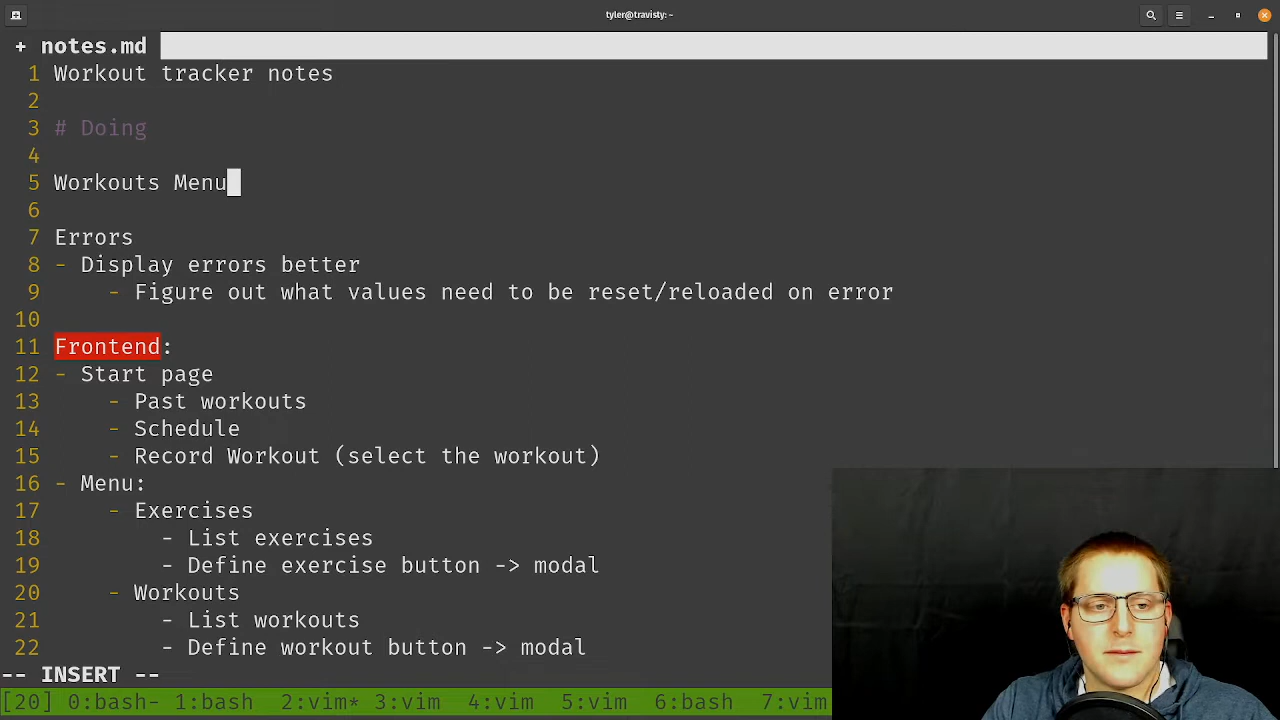 tyler@travisty: ~
+ notes.md
1 Workout tracker notes
2
3 # Doing
4
5 Workouts Menu
6
7 Errors
8 - Display errors better
9 - Figure out what values need to be reset/reloaded on error
10
11 Frontend:
12 - Start page
13 - Past workouts
14 - Schedule
15 - Record Workout (select the workout)
16 - Menu:
17 - Exercises
18 - List exercises
19 - Define exercise button -> modal
20 - Workouts
21 - List workouts
22 - Define workout button -> modal
-- INSERT --
[20] 0:bash- 1:bash 2:vim* 3:vim 4:vim 5:vim 6:bash 7:vim